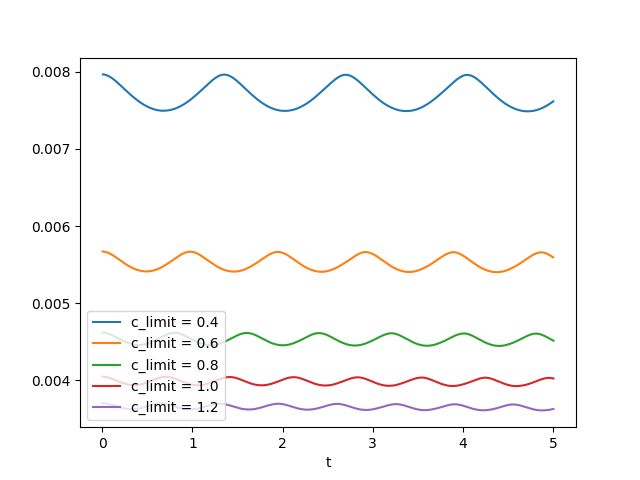 0.008
0.007
0.006
0.005
0.004
c_limit = 0.4
c_limit = 0.6
c_limit = 0.8
c_limit = 1.0
c_limit = 1.2
0 1 2 3 4 5
t